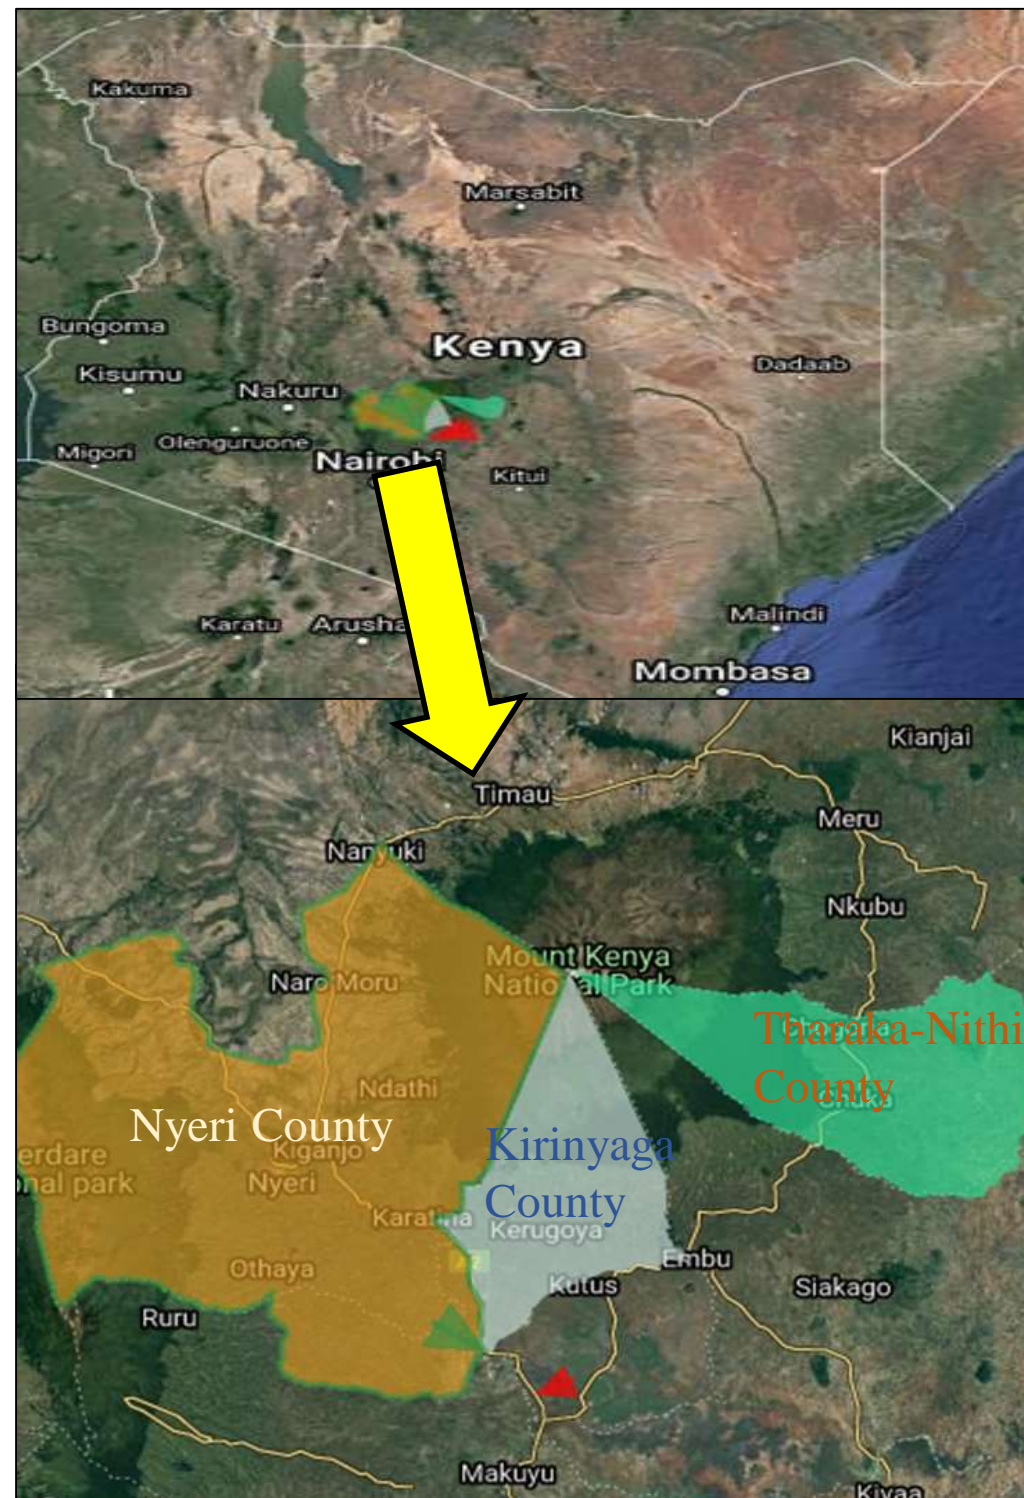 Kakuma
Marsabit
Bungoma
Kenya
Kisumu
Dadaab
Nakuru
Migori
Olenguruone
Nairobi
Kitui
Karatu
Arusha
Malindi
Mombasa
Kianjai
Timau
Meru
Nanyuki
Nkubu
Mount Kenya
National Park
Naro Moru
Tharaka-Nithi
County
Chuka
Ndathi
Nyeri County
Kirinyaga
County
Kiganjo
erdare
nal park
Nyeri
Karatina
Kerugoya
Othaya
Embu
Kutus
Siakago
Ruru
Makuyu
Kivaa